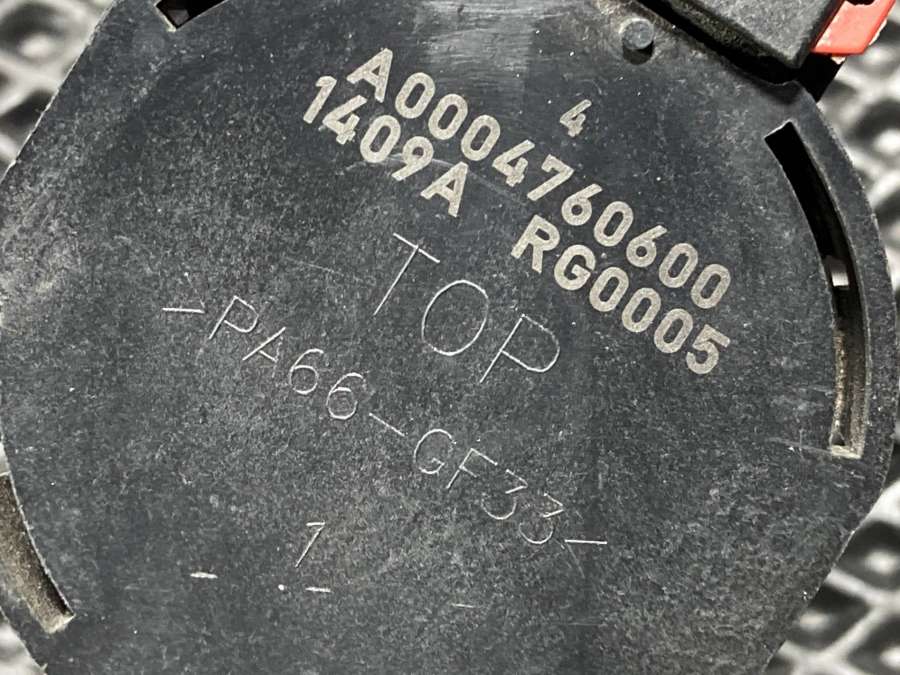 4
A0004760600
1409A RG0005
TOP
-PA66-GF33-
1